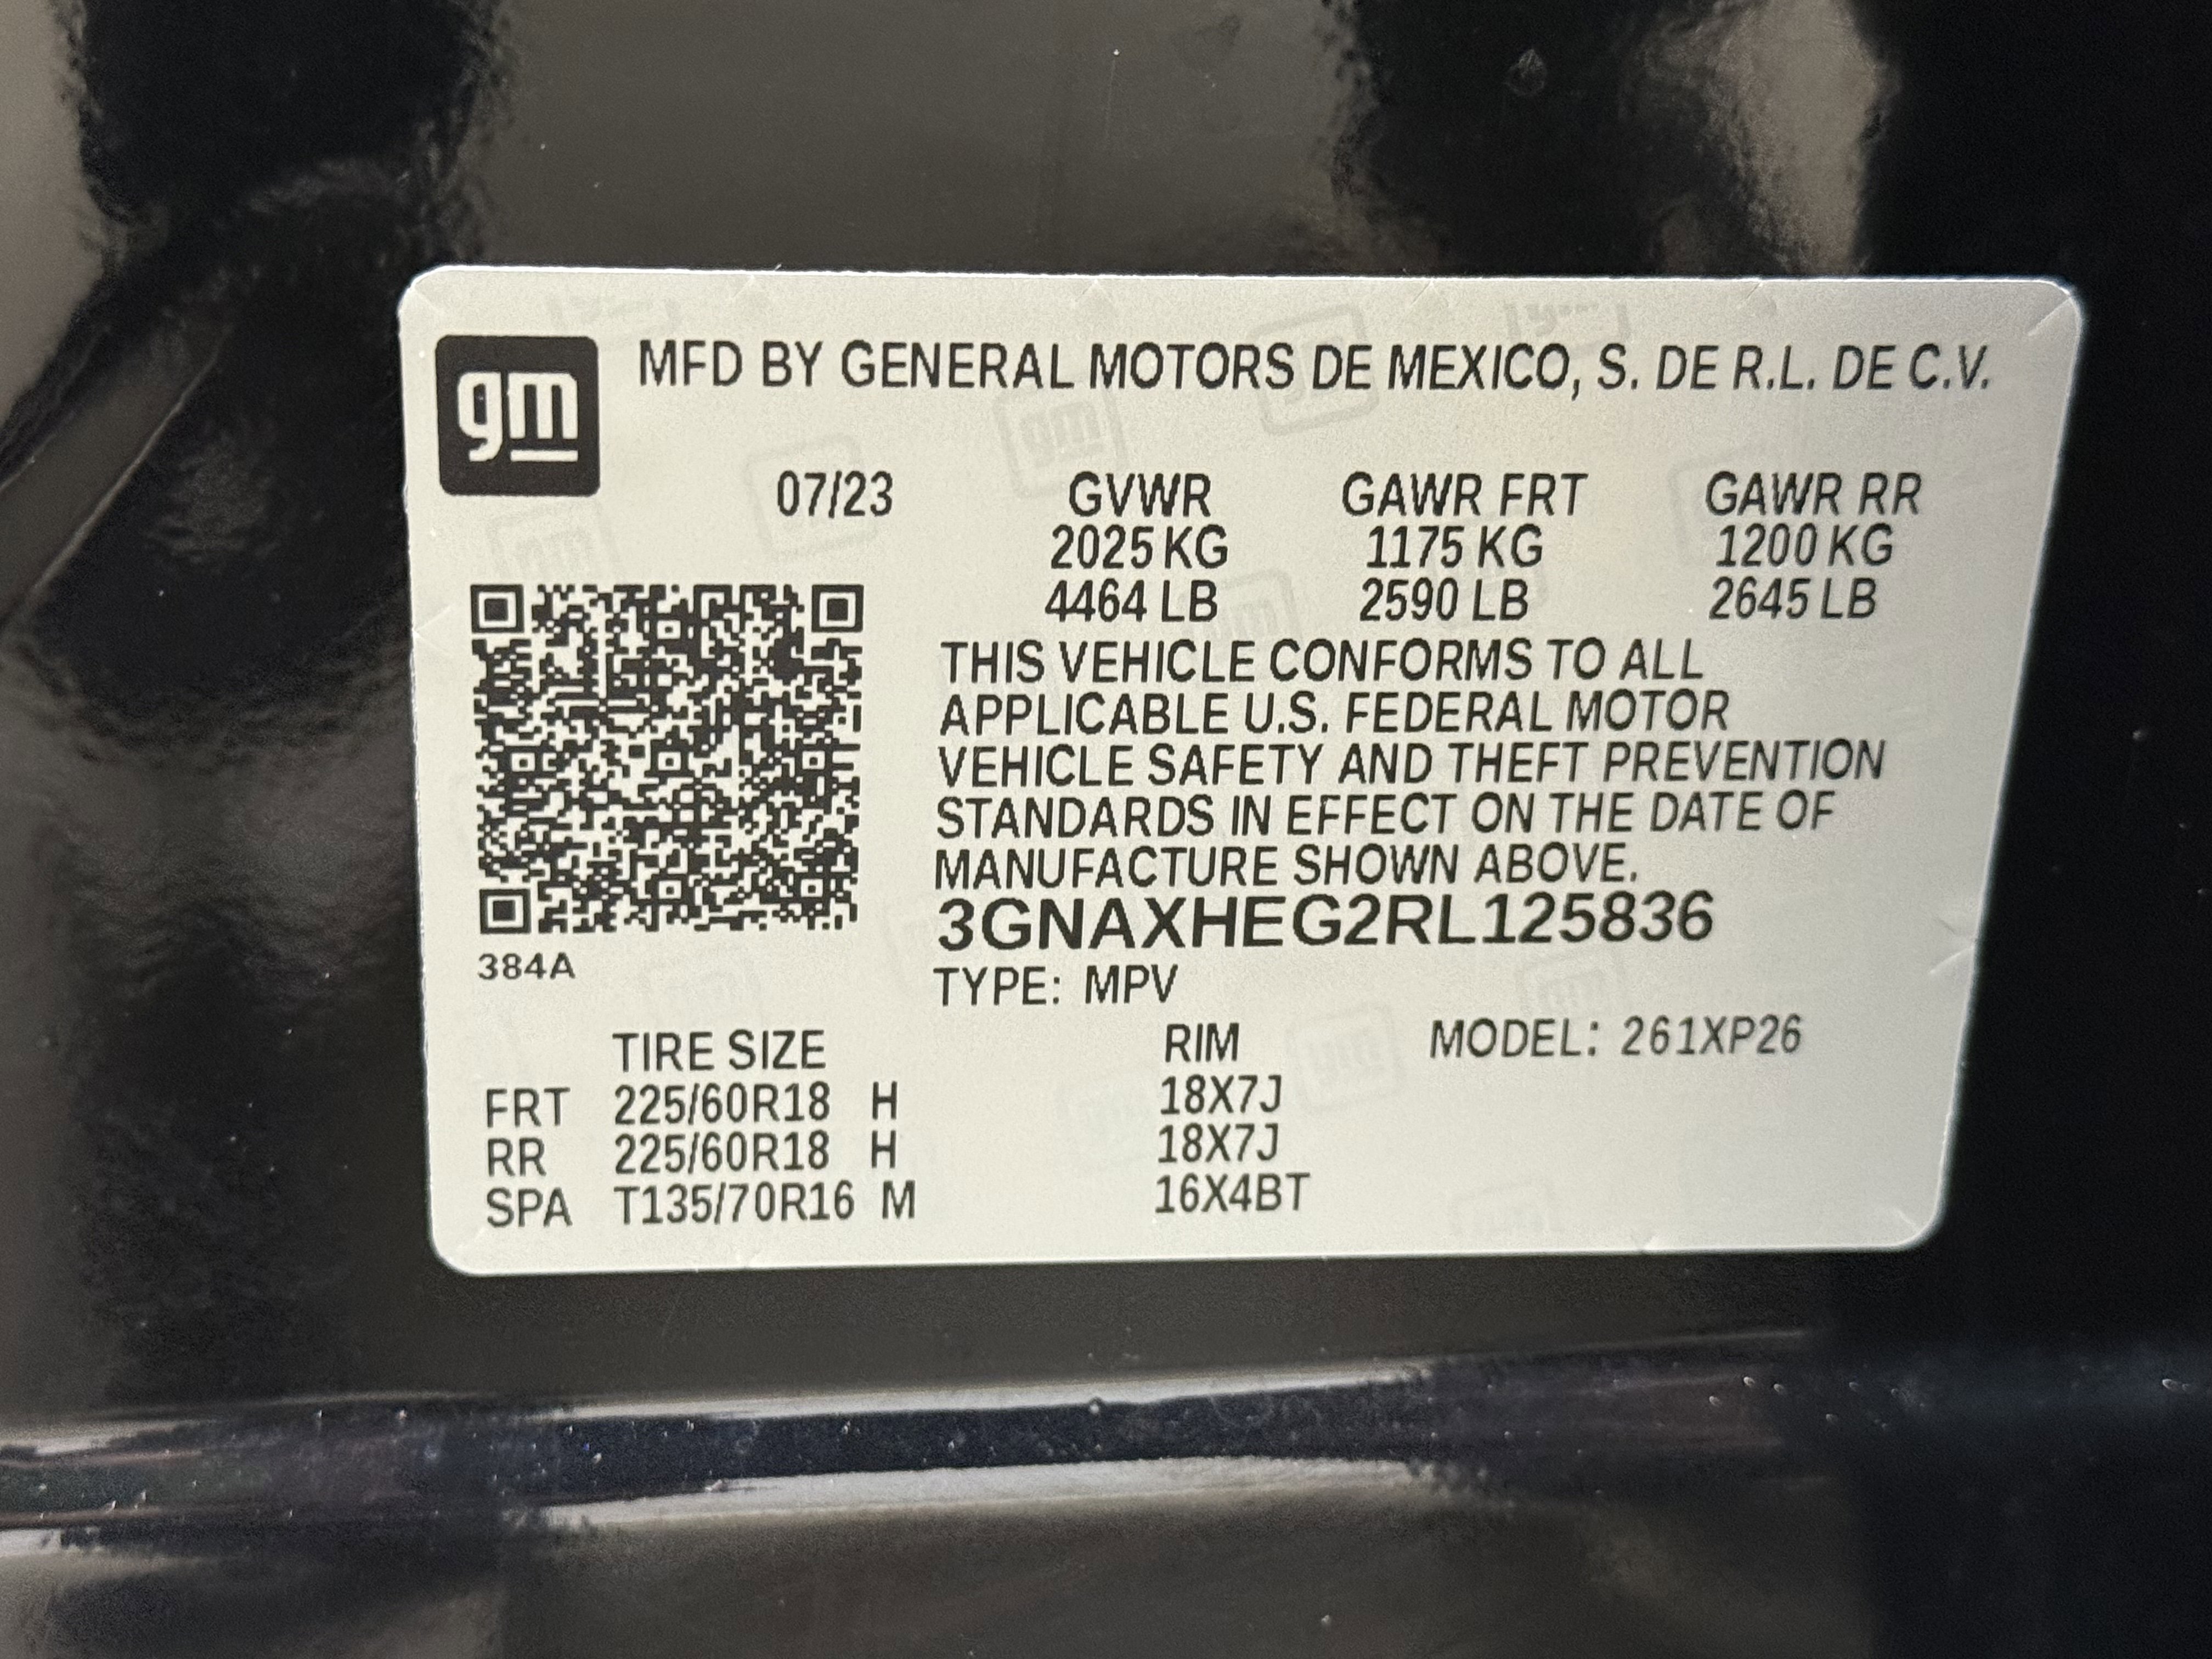 gm MFD BY GENERAL MOTORS DE MEXICO, S. DE R.L. DE C.V.
07/23 GVWR GAWR FRT GAWR RR
2025 KG 1175 KG 1200 KG
4464 LB 2590 LB 2645 LB
THIS VEHICLE CONFORMS TO ALL
APPLICABLE U.S. FEDERAL MOTOR
VEHICLE SAFETY AND THEFT PREVENTION
STANDARDS IN EFFECT ON THE DATE OF
MANUFACTURE SHOWN ABOVE.
3GNAXHEG2RL125836
384A
TYPE: MPV
TIRE SIZE RIM MODEL: 261XP26
FRT 225/60R18 H 18X7J
RR 225/60R18 H 18X7J
SPA T135/70R16 M 16X4BT